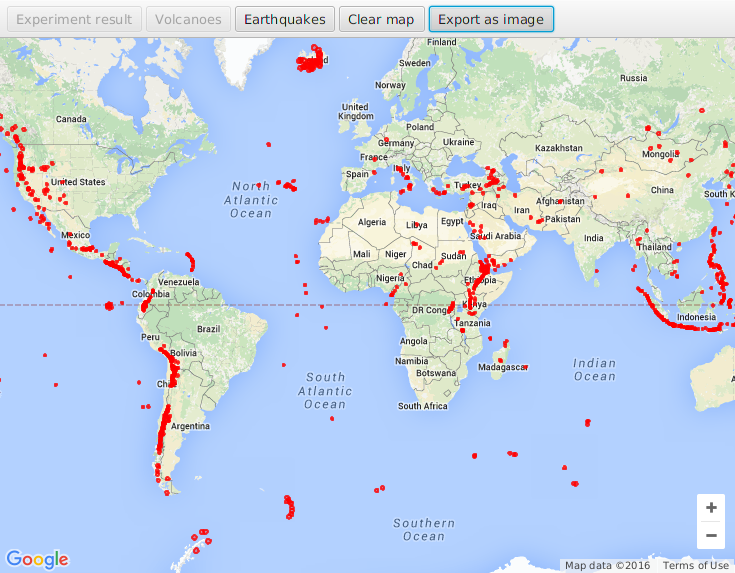 Experiment result Volcanoes Earthquakes Clear map Export as image
Finland
Sweden
Russia
Norway
Canada
United
Kingdom
Poland
Germany
Ukraine
Kazakhstan
Mongolia
France
Italy
Spain
Turkey
United States
North
Atlantic
Ocean
China
South K
Iraq
Iran
Afghanistan
Pakistan
Algeria
Libya
Egypt
Saudi Arabia
India
Mexico
Mali
Niger
Chad
Sudan
Thailand
Nigeria
Ethiopia
Venezuela
Colombia
Kenya
DR Congo
Tanzania
Indonesia
Brazil
Peru
Bolivia
Angola
Namibia
Botswana
Madagascar
Indian
Ocean
South
Atlantic
Ocean
South Africa
Argentina
Southern
Ocean
+
−
Google
Map data ©2016 Terms of Use